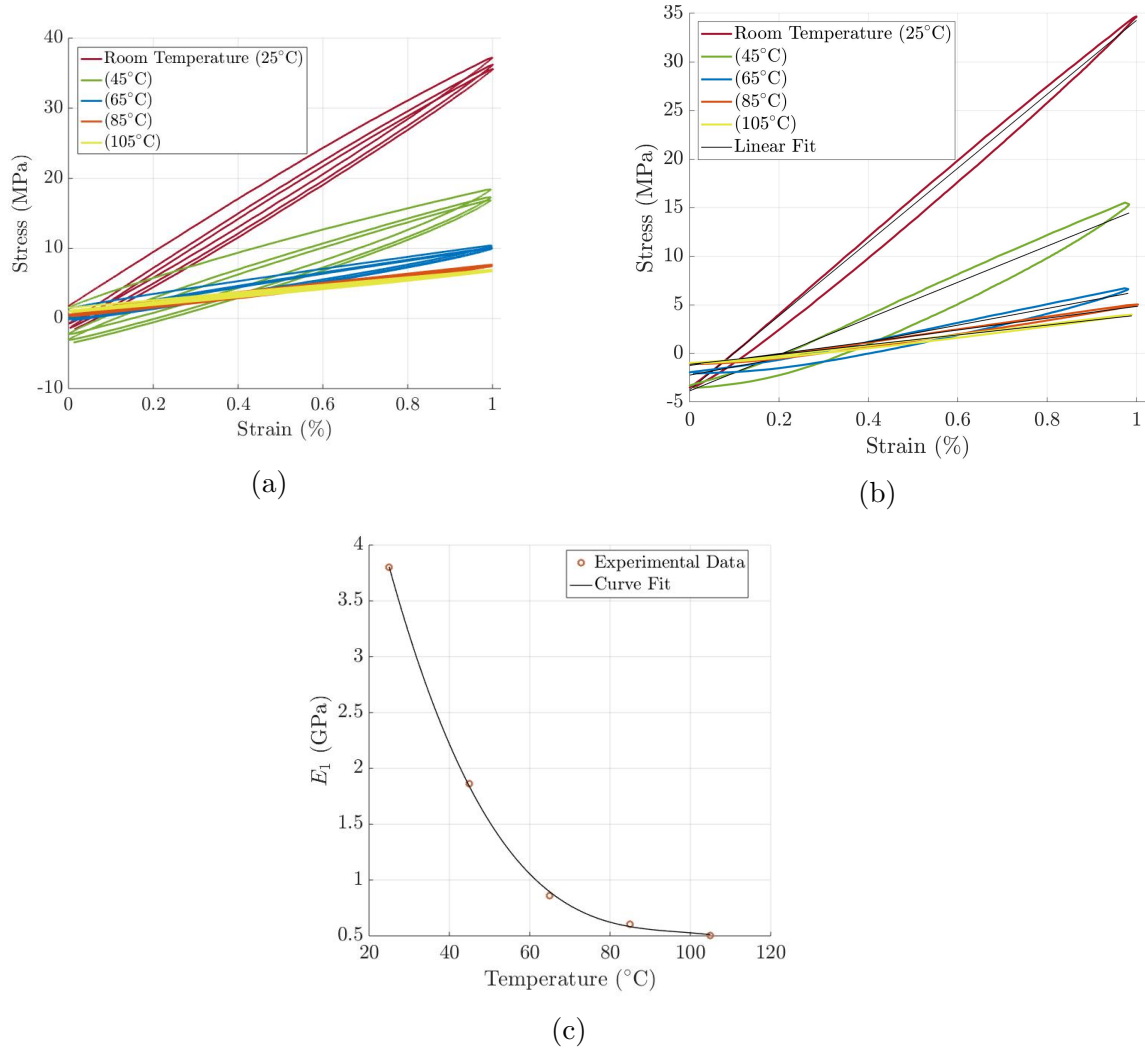 40
30
20
10
0
-10
0
0.2
0.4
0.6
0.8
1
Stress (MPa)
Strain (%)
Room Temperature (25°C)
(45°C)
(65°C)
(85°C)
(105°C)
(a)
35
30
25
20
15
10
5
0
-5
0
0.2
0.4
0.6
0.8
1
Stress (MPa)
Strain (%)
Room Temperature (25°C)
(45°C)
(65°C)
(85°C)
(105°C)
Linear Fit
(b)
4
3.5
3
2.5
2
1.5
1
0.5
20
40
60
80
100
120
E₁ (GPa)
Temperature (°C)
Experimental Data
Curve Fit
(c)